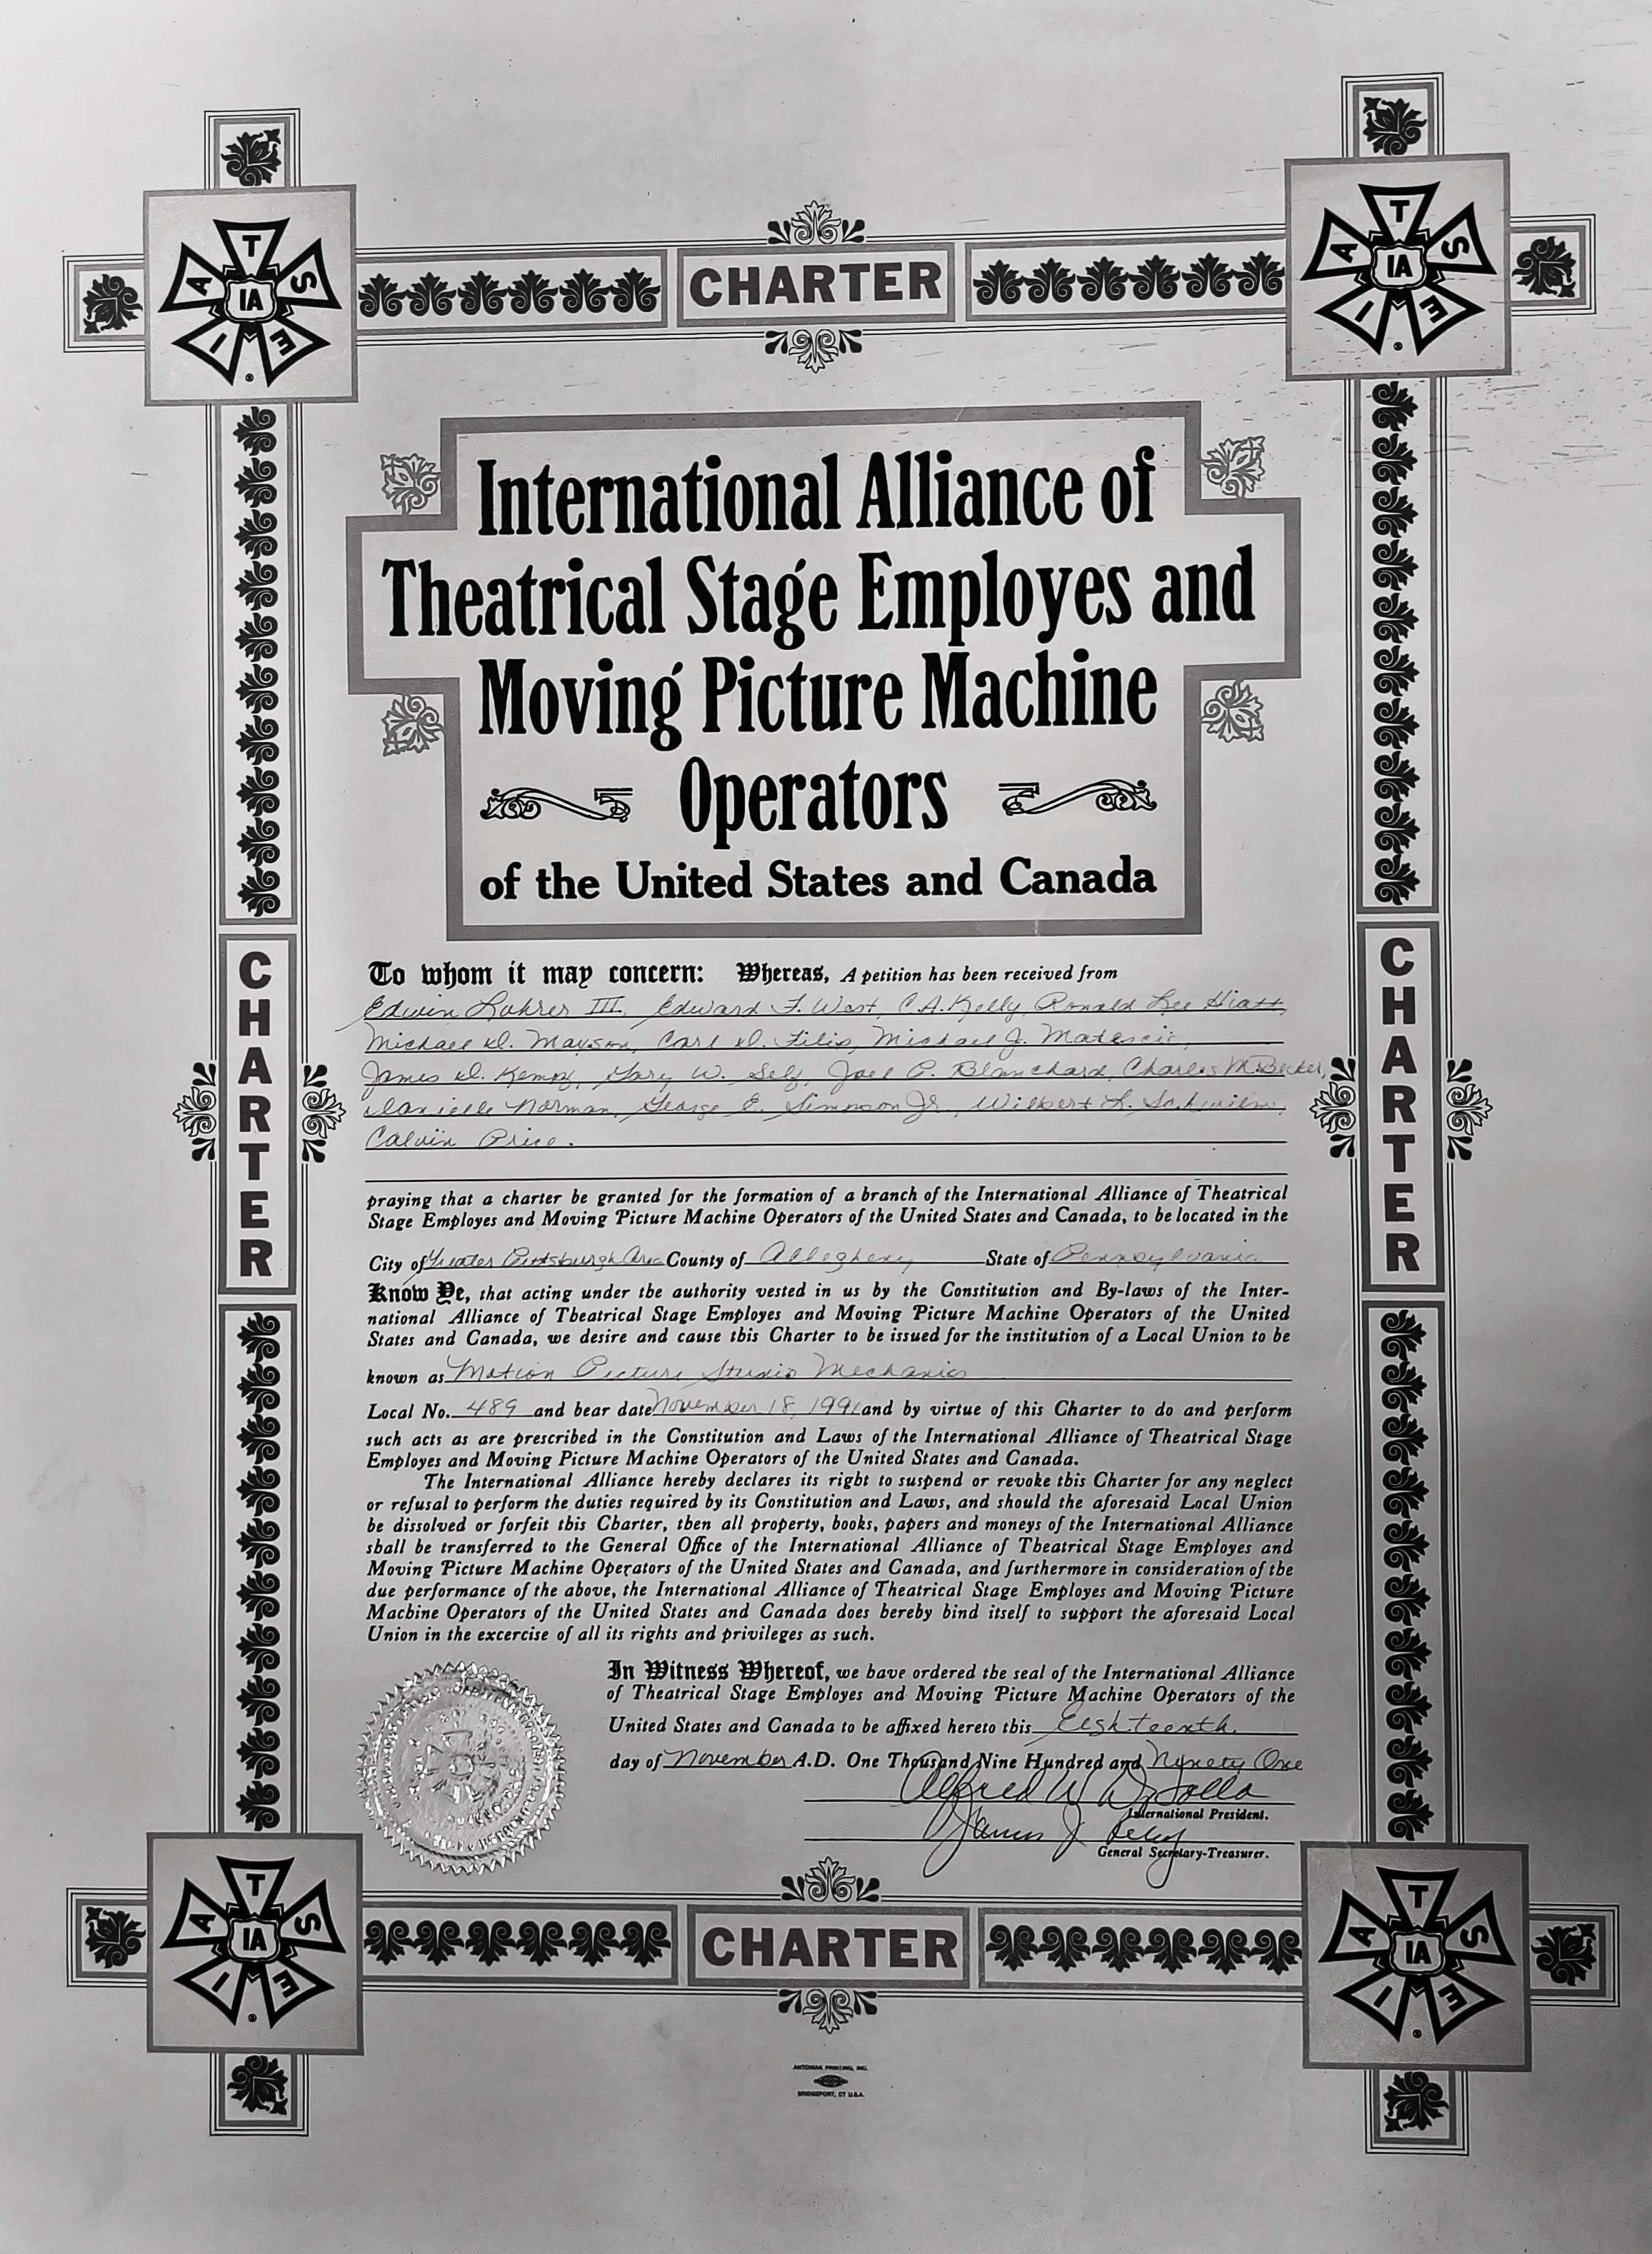 CHARTER
A T S IA I E
A T S IA I E
International Alliance of
Theatrical Stage Employes and
Moving Picture Machine
Operators
of the United States and Canada
CHARTER
CHARTER
To whom it may concern: Whereas, A petition has been received from
Edwin Lohrer III, Edward F. West, C.A. Kelly, Ronald Lee Hiatt,
Michael D. Mayson, Carl D. Filis, Michael J. Matescic,
James D. Kempf, Gary W. Self, Joel P. Blanchard, Charles M. Becker,
Danielle Norman, George E. Simpson Jr., Wilbert L.
Calvin Price.
praying that a charter be granted for the formation of a branch of the International Alliance of Theatrical
Stage Employes and Moving Picture Machine Operators of the United States and Canada, to be located in the
City of Greater Pittsburgh Area County of Allegheny State of Pennsylvania
Know Ye, that acting under the authority vested in us by the Constitution and By-laws of the Inter-
national Alliance of Theatrical Stage Employes and Moving Picture Machine Operators of the United
States and Canada, we desire and cause this Charter to be issued for the institution of a Local Union to be
known as Motion Picture Studio Mechanics
Local No. 489 and bear date November 18, 1991 and by virtue of this Charter to do and perform
such acts as are prescribed in the Constitution and Laws of the International Alliance of Theatrical Stage
Employes and Moving Picture Machine Operators of the United States and Canada.
The International Alliance hereby declares its right to suspend or revoke this Charter for any neglect
or refusal to perform the duties required by its Constitution and Laws, and should the aforesaid Local Union
be dissolved or forfeit this Charter, then all property, books, papers and moneys of the International Alliance
shall be transferred to the General Office of the International Alliance of Theatrical Stage Employes and
Moving Picture Machine Operators of the United States and Canada, and furthermore in consideration of the
due performance of the above, the International Alliance of Theatrical Stage Employes and Moving Picture
Machine Operators of the United States and Canada does hereby bind itself to support the aforesaid Local
Union in the excercise of all its rights and privileges as such.
In Witness Whereof, we have ordered the seal of the International Alliance
of Theatrical Stage Employes and Moving Picture Machine Operators of the
United States and Canada to be affixed hereto this Eighteenth
day of November A.D. One Thousand Nine Hundred and Nynety One
Alfred W. Di Tolla
International President.
James J. Riley
General Secretary-Treasurer.
A T S IA I E
A T S IA I E
CHARTER
ANTONIAK PRINTING, INC.
BRIDGEPORT, CT U.S.A.